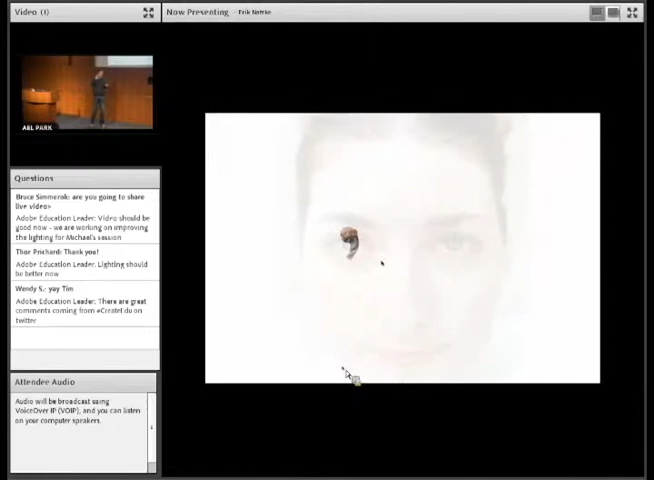 Video (1)
Now Presenting - Erik Natzke
ABL PARK
Questions
Bruce Simmerok: are you going to share
live video>
Adobe Education Leader: Video should be
good now - we are working on improving
the lighting for Michael's session
Thor Prichard: Thank you!
Adobe Education Leader: Lighting should
be better now
Wendy S.- yay Tim
Adobe Education Leader: There are great
comments coming from #CreateEdu on
twitter
Attendee Audio
Audio will be broadcast using
VoiceOver IP (VOIP), and you can listen
on your computer speakers.